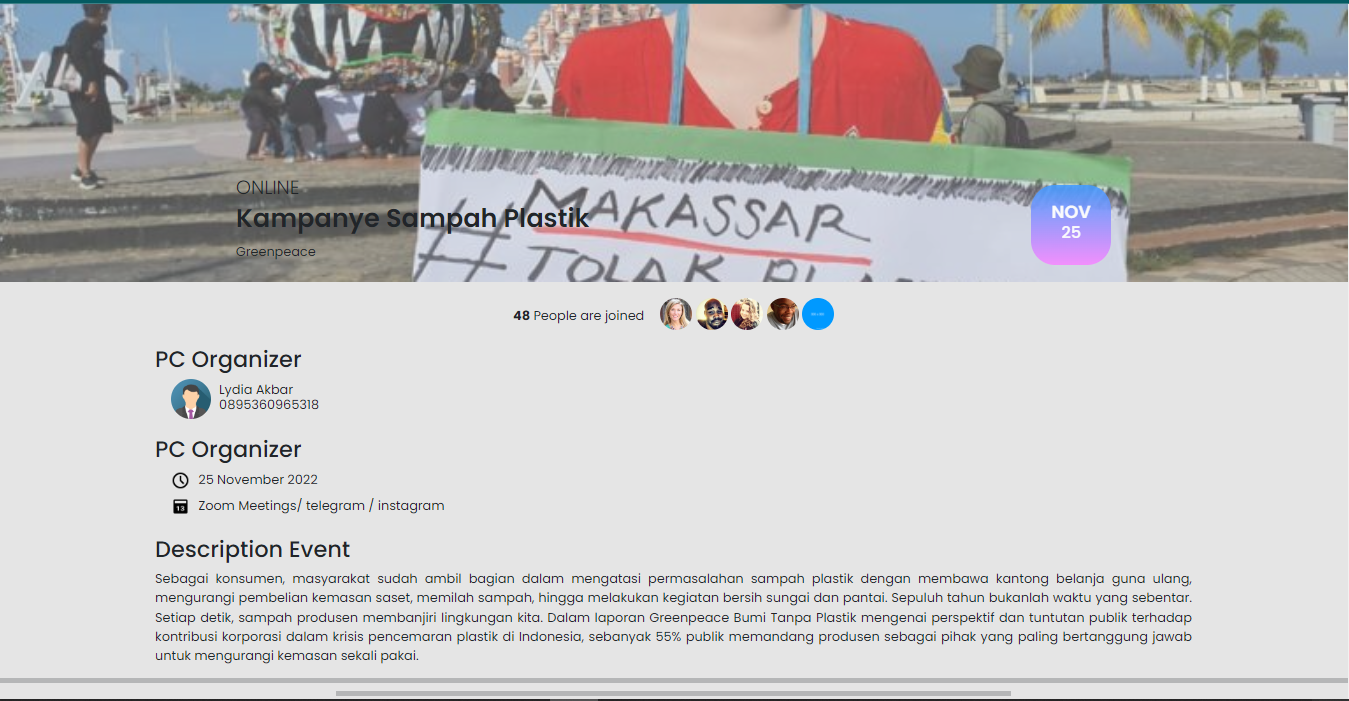 ONLINE
Kampanye Sampah Plastik
Greenpeace
MAKASSAR
#TOLAK
NOV
25
48 People are joined
PC Organizer
Lydia Akbar
0895360965318
PC Organizer
25 November 2022
13
Zoom Meetings/ telegram / instagram
Description Event
Sebagai konsumen, masyarakat sudah ambil bagian dalam mengatasi permasalahan sampah plastik dengan membawa kantong belanja guna ulang,
mengurangi pembelian kemasan saset, memilah sampah, hingga melakukan kegiatan bersih sungai dan pantai. Sepuluh tahun bukanlah waktu yang sebentar.
Setiap detik, sampah produsen membanjiri lingkungan kita. Dalam laporan Greenpeace Bumi Tanpa Plastik mengenai perspektif dan tuntutan publik terhadap
kontribusi korporasi dalam krisis pencemaran plastik di Indonesia, sebanyak 55% publik memandang produsen sebagai pihak yang paling bertanggung jawab
untuk mengurangi kemasan sekali pakai.